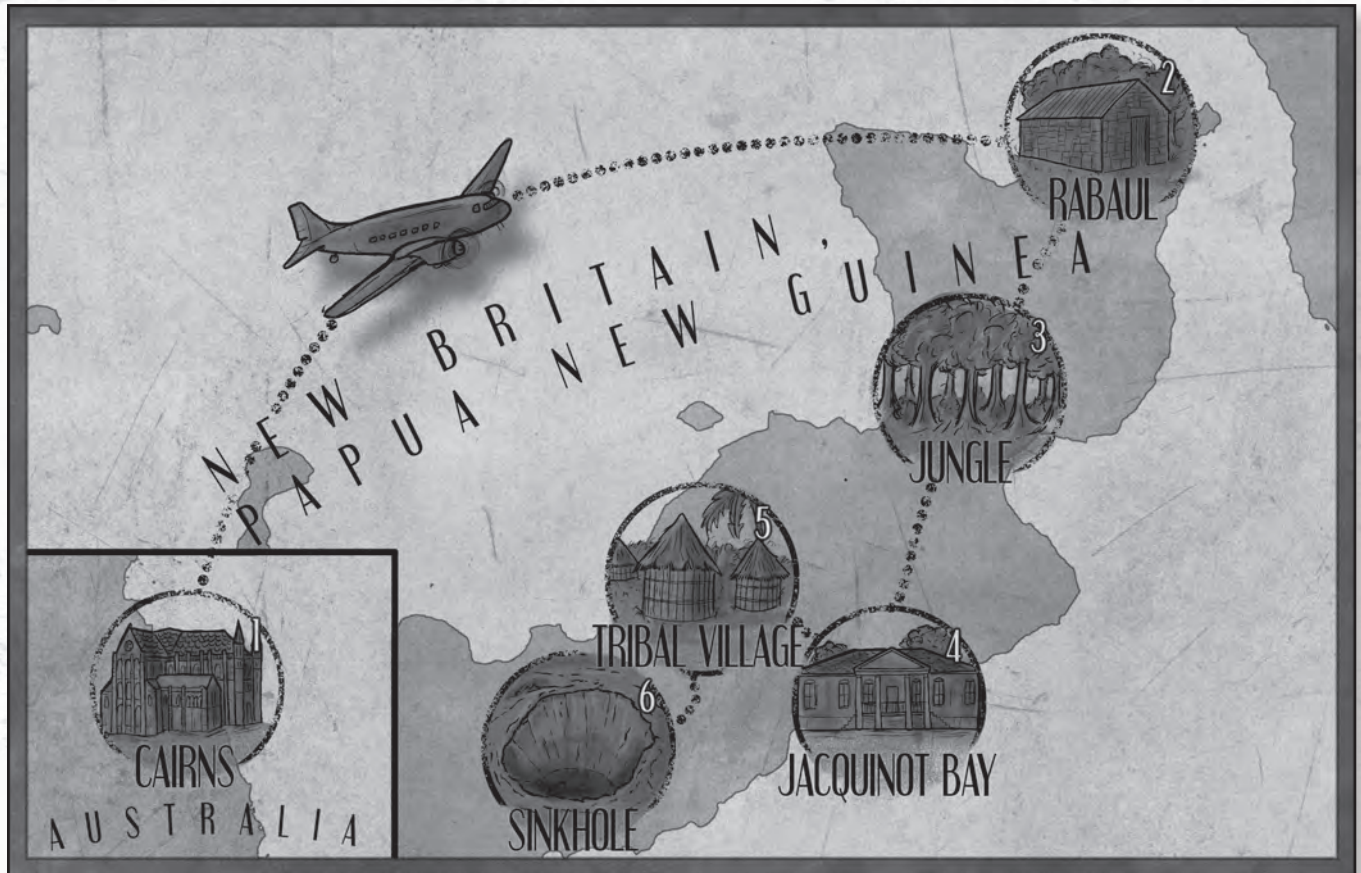 2
RABAUL
NEW BRITAIN,
PAPUA NEW GUINEA
3
JUNGLE
5
TRIBAL VILLAGE
4
JACQUINOT BAY
6
SINKHOLE
1
CAIRNS
AUSTRALIA